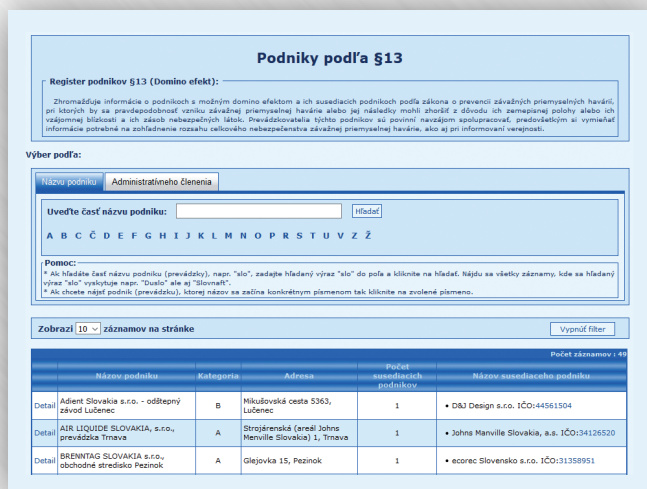 Podniky podľa §13
Register podnikov §13 (Domino efekt):
Zhromažďuje informácie o podnikoch s možným domino efektom a ich susediacich podnikoch podľa zákona o prevencii závažných priemyselných havárií,
pri ktorých by sa pravdepodobnosť vzniku závažnej priemyselnej havárie alebo jej následky mohli zhoršiť z dôvodu ich zemepisnej polohy alebo ich
vzájomnej blízkosti a ich zásob nebezpečných látok. Prevádzkovatelia týchto podnikov sú povinní navzájom spolupracovať, predovšetkým si vymieňať
informácie potrebné na zohľadnenie rozsahu celkového nebezpečenstva závažnej priemyselnej havárie, ako aj pri informovaní verejnosti.
Výber podľa:
Názvu podniku Administratívneho členenia
Uveďte časť názvu podniku: Hľadať
A B C Č D E F G H I J K L M N O P R S T U V Z Ž
Pomoc:
* Ak hľadáte časť názvu podniku (prevádzky), napr. "slo", zadajte hľadaný výraz "slo" do poľa a kliknite na hľadať. Nájdu sa všetky záznamy, kde sa hľadaný
výraz "slo" vyskytuje napr. "Duslo" ale aj "Slovnaft".
* Ak chcete nájsť podnik (prevádzku), ktorej názov sa začína konkrétnym písmenom tak kliknite na zvolené písmeno.
Zobrazi 10 záznamov na stránke Vypnúť filter
Počet záznamov : 49
Názov podniku Kategoria Adresa Počet susediacich podnikov Názov susediaceho podniku
Detail Adient Slovakia s.r.o. - odštepný závod Lučenec B Mikušovská cesta 5363, Lučenec 1 • D&J Design s.r.o. IČO:44561504
Detail AIR LIQUIDE SLOVAKIA, s.r.o., prevádzka Trnava A Strojárenská (areál Johns Menville Slovakia) 1, Trnava 1 • Johns Manville Slovakia, a.s. IČO:34126520
Detail BRENNTAG SLOVAKIA s.r.o., obchodné stredisko Pezinok A Glejovka 15, Pezinok 1 • ecorec Slovensko s.r.o. IČO:31358951